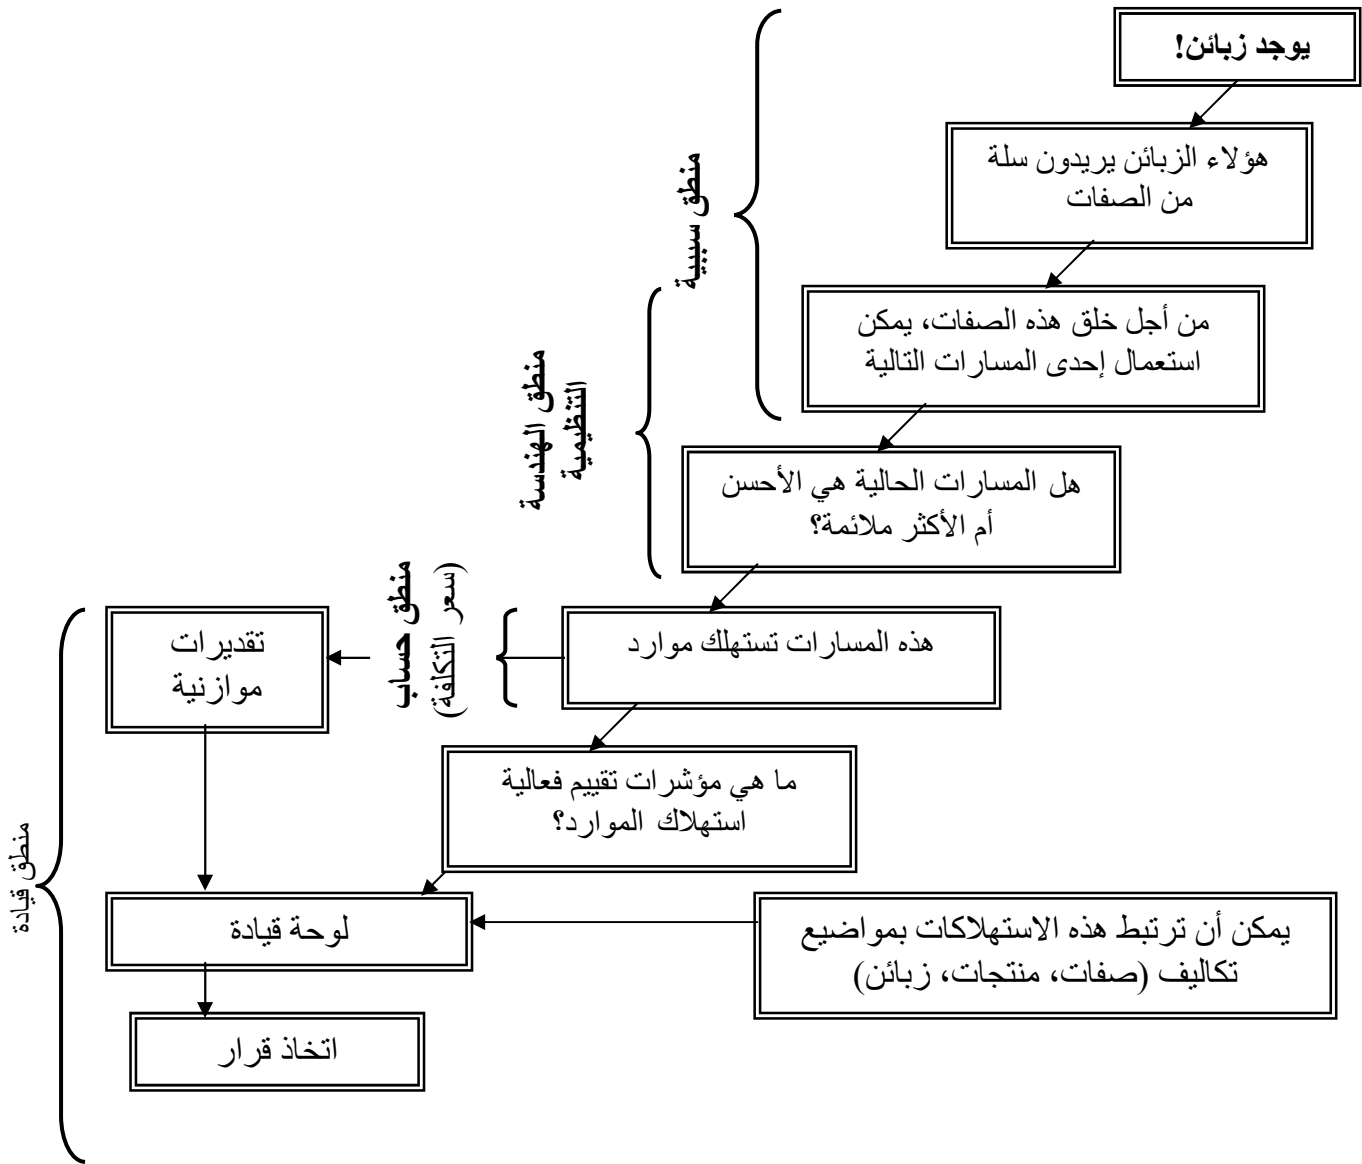 يوجد زبائن!
هؤلاء الزبائن يريدون سلة
من الصفات
منطق سببية
من أجل خلق هذه الصفات، يمكن
استعمال إحدى المسارات التالية
منطق الهندسة
التنظيمية
هل المسارات الحالية هي الأحسن
أم الأكثر ملائمة؟
هذه المسارات تستهلك موارد
منطق حساب
(سعر التكلفة)
تقديرات
موازنية
ما هي مؤشرات تقييم فعالية
استهلاك الموارد؟
منطق قيادة
يمكن أن ترتبط هذه الاستهلاكات بمواضيع
تكاليف (صفات، منتجات، زبائن)
لوحة قيادة
اتخاذ قرار